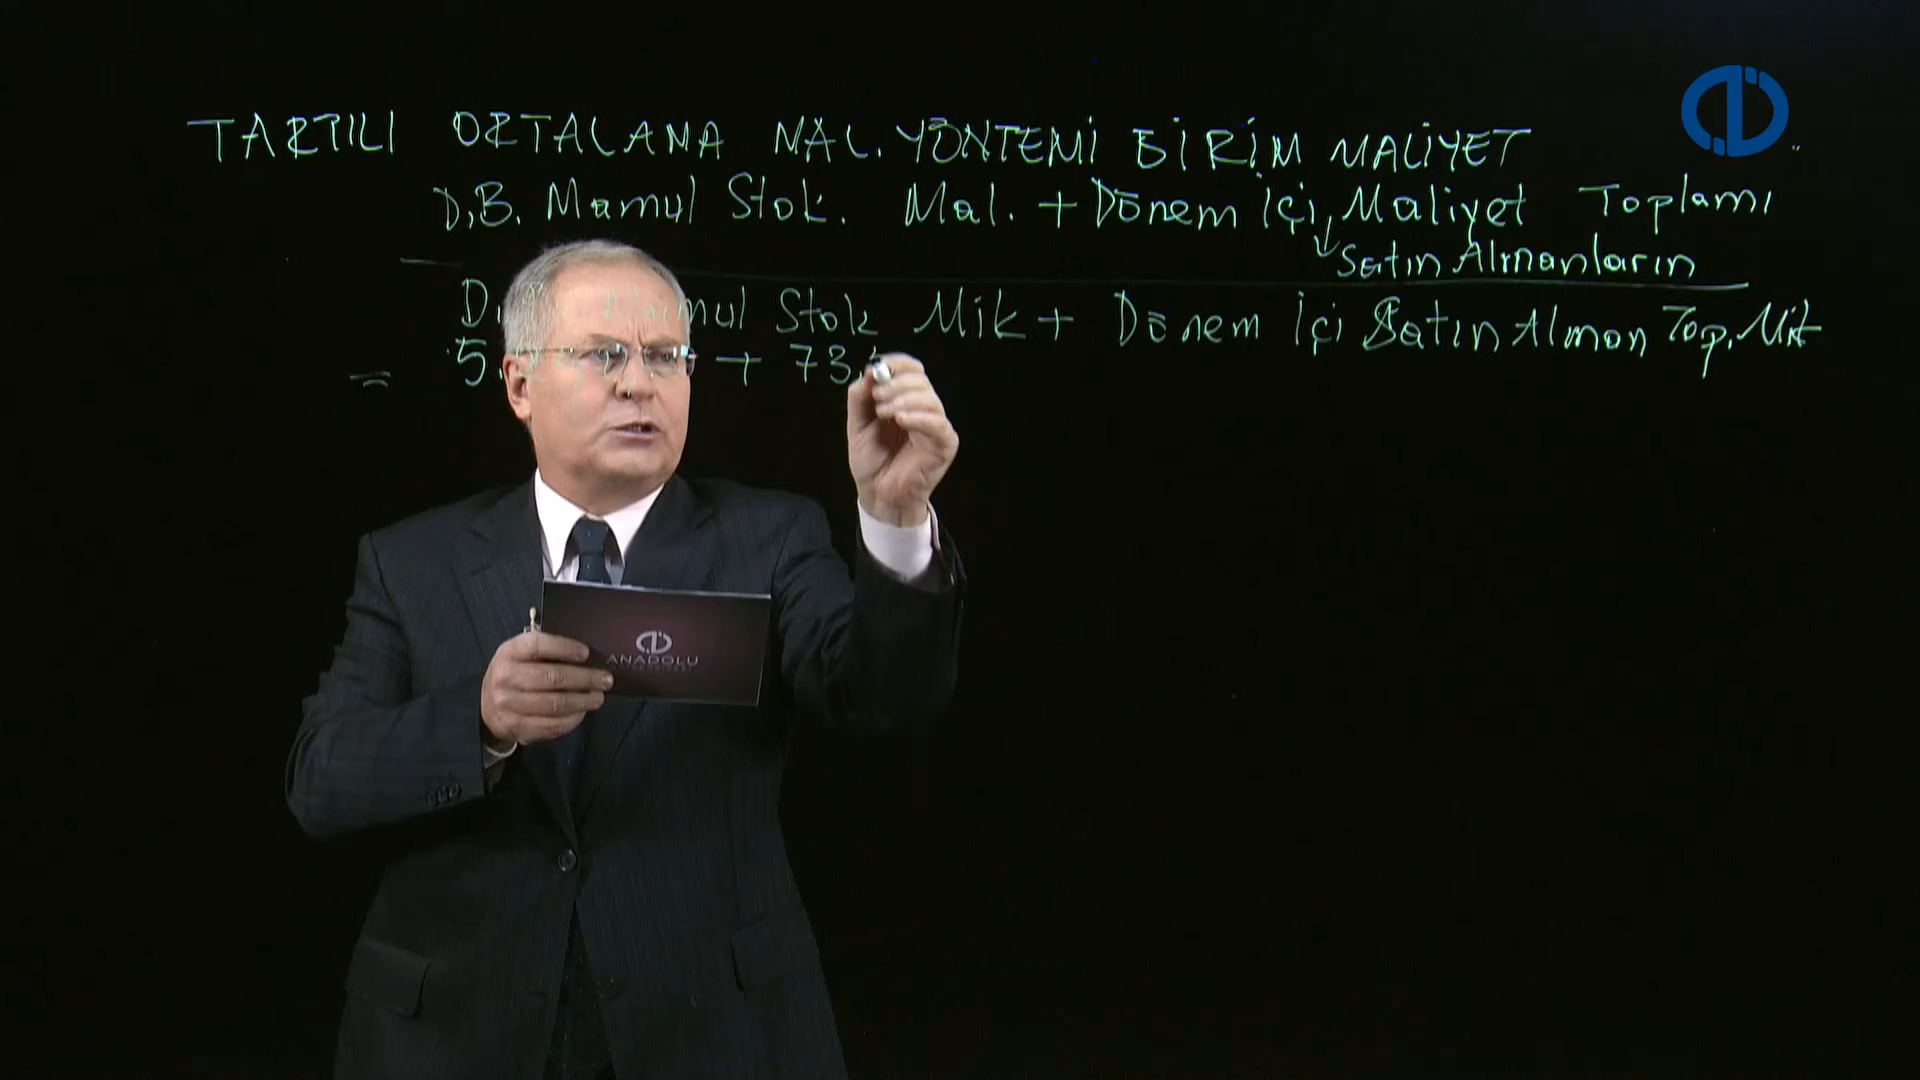 TARTILI ORTALAMA MAL. YÖNTEMİ BİRİM MALİYET
D.B. Mamul Stok. Mal. + Dönem İçi Maliyet Toplamı
Satın Alınanların
Stok Mik + Dönem İçi Satın Alınan Top. Mik
= 5. + 73.
ANADOLU